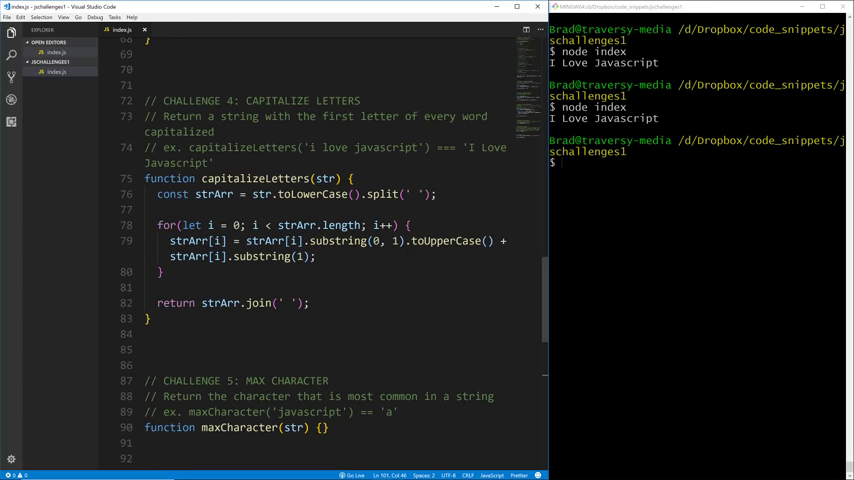 index.js - jschallenges1 - Visual Studio Code
File Edit Selection View Go Debug Tasks Help
EXPLORER
OPEN EDITORS
index.js
JSCHALLENGES1
index.js
index.js ×
68 }
69
70
71
72 // CHALLENGE 4: CAPITALIZE LETTERS
73 // Return a string with the first letter of every word
capitalized
74 // ex. capitalizeLetters('i love javascript') === 'I Love
Javascript'
75 function capitalizeLetters(str) {
76 const strArr = str.toLowerCase().split(' ');
77
78 for(let i = 0; i < strArr.length; i++) {
79 strArr[i] = strArr[i].substring(0, 1).toUpperCase() +
strArr[i].substring(1);
80 }
81
82 return strArr.join(' ');
83 }
84
85
86
87 // CHALLENGE 5: MAX CHARACTER
88 // Return the character that is most common in a string
89 // ex. maxCharacter('javascript') == 'a'
90 function maxCharacter(str) {}
91
92
0 0 Go Live Ln 101, Col 46 Spaces: 2 UTF-8 CRLF JavaScript Prettier
MINGW64:/d/Dropbox/code_snippets/jschallenges1
Brad@traversy-media /d/Dropbox/code_snippets/j
schallenges1
$ node index
I Love Javascript
Brad@traversy-media /d/Dropbox/code_snippets/j
schallenges1
$ node index
I Love Javascript
Brad@traversy-media /d/Dropbox/code_snippets/j
schallenges1
$